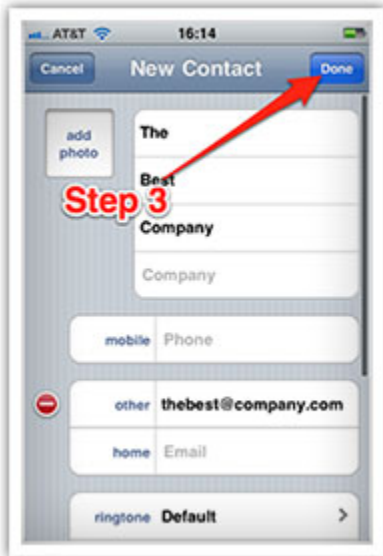 AT&T 16:14
Cancel New Contact Done
add
photo
The
Best
Step 3
Company
Company
mobile Phone
other thebest@company.com
home Email
ringtone Default